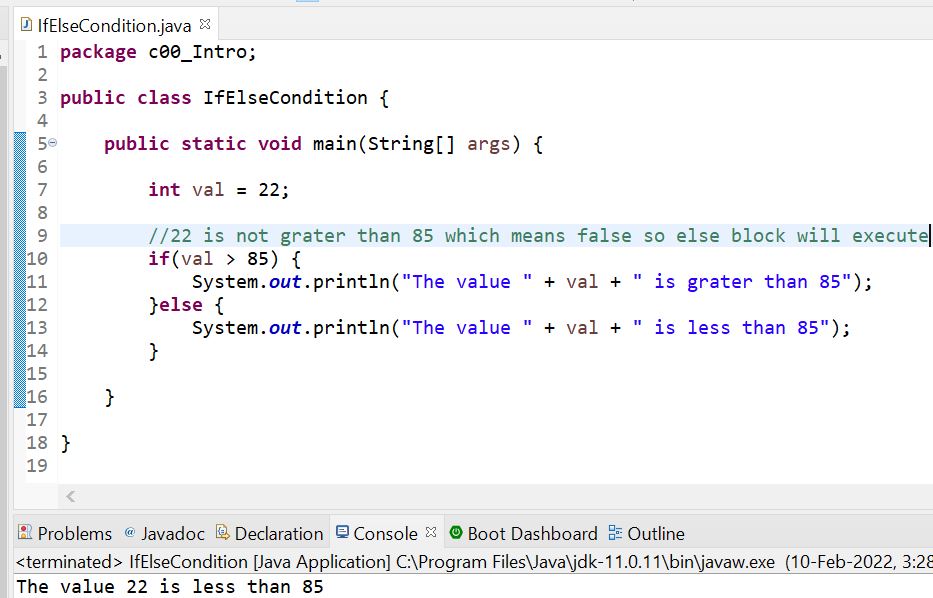 IfElseCondition.java
1 package c00_Intro;
2
3 public class IfElseCondition {
4
5 public static void main(String[] args) {
6
7 int val = 22;
8
9 //22 is not grater than 85 which means false so else block will execute
10 if(val > 85) {
11 System.out.println("The value " + val + " is grater than 85");
12 }else {
13 System.out.println("The value " + val + " is less than 85");
14 }
15
16 }
17
18 }
19
Problems @ Javadoc Declaration Console Boot Dashboard Outline
<terminated> IfElseCondition [Java Application] C:\Program Files\Java\jdk-11.0.11\bin\javaw.exe (10-Feb-2022, 3:28
The value 22 is less than 85